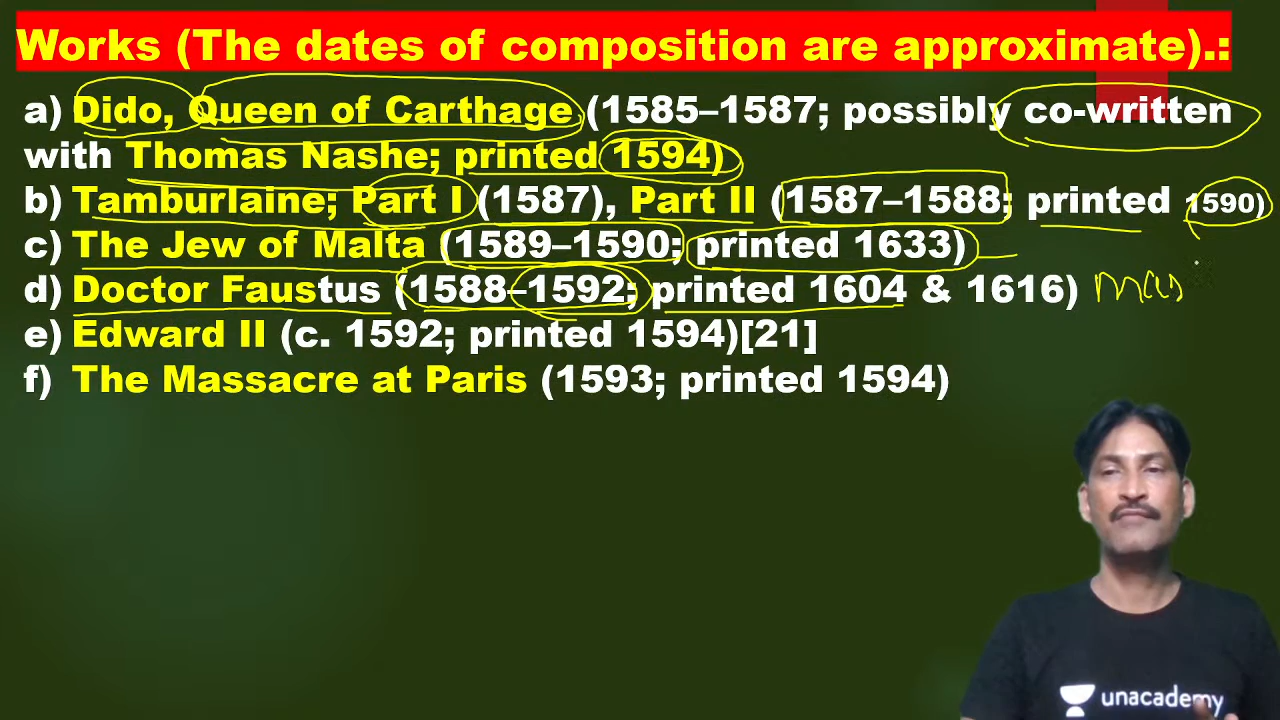 Works (The dates of composition are approximate).:
a) Dido, Queen of Carthage (1585–1587; possibly co-written
with Thomas Nashe; printed 1594)
b) Tamburlaine; Part I (1587), Part II (1587–1588; printed 1590)
c) The Jew of Malta (1589–1590; printed 1633)
d) Doctor Faustus (1588–1592; printed 1604 & 1616) mas
e) Edward II (c. 1592; printed 1594)[21]
f) The Massacre at Paris (1593; printed 1594)
unacademy